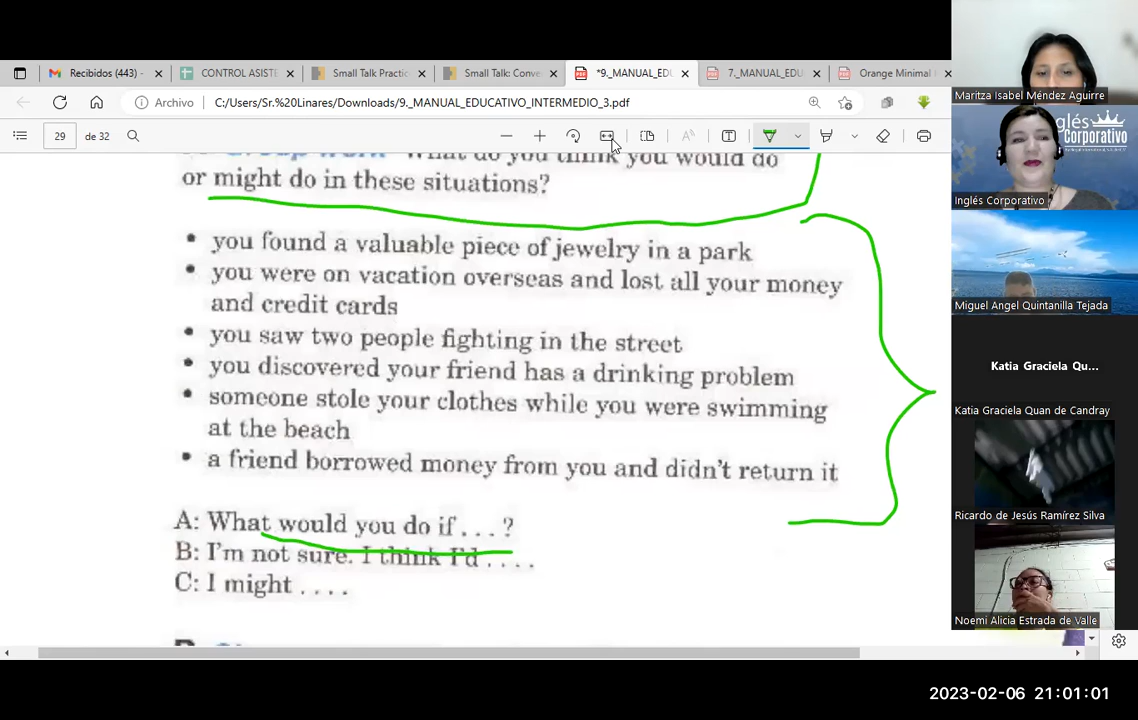 Recibidos (443) -
CONTROL ASIST
Small Talk Practic
Small Talk: Conve
*9._MANUAL_EDU
7._MANUAL_EDU
Orange Minimal
Archivo
C:/Users/Sr.%20Linares/Downloads/9._MANUAL_EDUCATIVO_INTERMEDIO_3.pdf
29 de 32
What do you think you would do
or might do in these situations?
• you found a valuable piece of jewelry in a park
• you were on vacation overseas and lost all your money
and credit cards
• you saw two people fighting in the street
• you discovered your friend has a drinking problem
• someone stole your clothes while you were swimming
at the beach
• a friend borrowed money from you and didn't return it
A: What would you do if . . . ?
B: I'm not sure. I think I'd . . . .
C: I might . . . .
Maritza Isabel Méndez Aguirre
glés
Corporativo
Inglés Corporativo
Miguel Angel Quintanilla Tejada
Katia Graciela Qu...
Katia Graciela Quan de Candray
Ricardo de Jesús Ramírez Silva
Noemi Alicia Estrada de Valle
2023-02-06 21:01:01